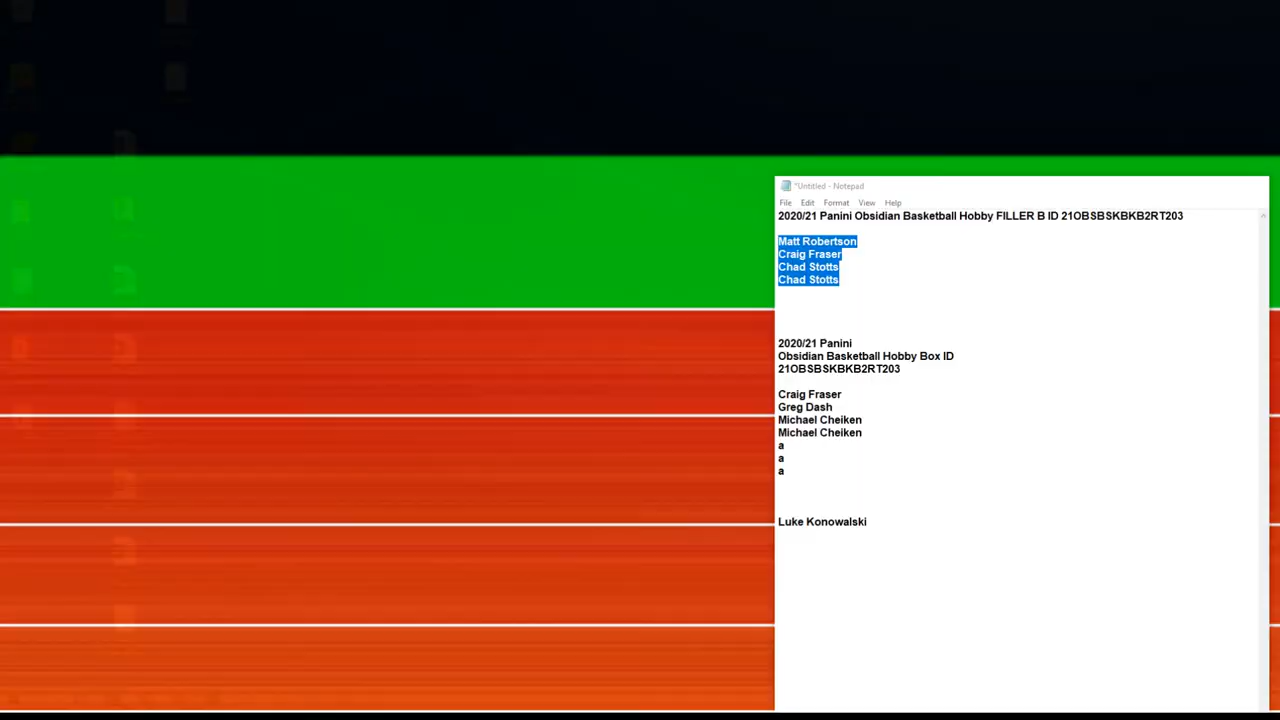 *Untitled - Notepad
File Edit Format View Help
2020/21 Panini Obsidian Basketball Hobby FILLER B ID 21OBSBSKBKB2RT203
Matt Robertson
Craig Fraser
Chad Stotts
Chad Stotts
2020/21 Panini
Obsidian Basketball Hobby Box ID
21OBSBSKBKB2RT203
Craig Fraser
Greg Dash
Michael Cheiken
Michael Cheiken
a
a
a
Luke Konowalski